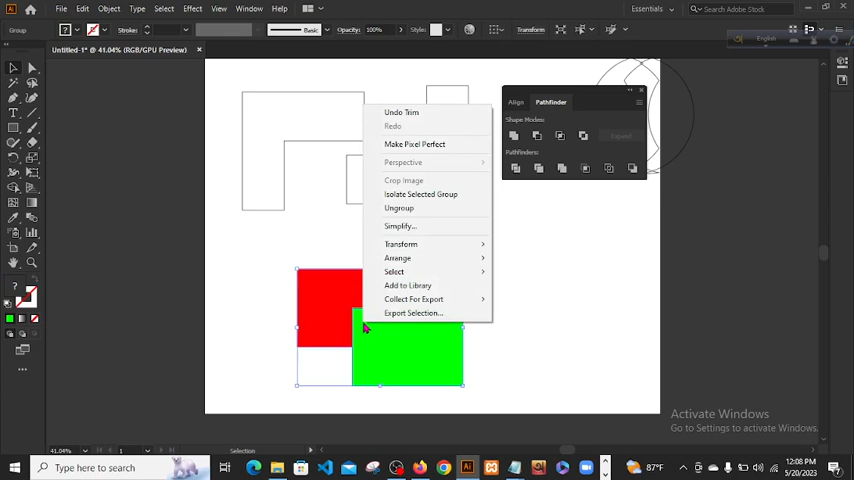 Ai File Edit Object Type Select Effect View Window Help
Essentials Search Adobe Stock
Group ? Stroke: Basic Opacity: 100% Style: Transform
Untitled-1* @ 41.04% (RGB/GPU Preview) ×
English
Align Pathfinder
Shape Modes:
Expand
Pathfinders:
Undo Trim
Redo
Make Pixel Perfect
Perspective
Crop Image
Isolate Selected Group
Ungroup
Simplify...
Transform
Arrange
Select
Add to Library
Collect For Export
Export Selection...
?
Activate Windows
Go to Settings to activate Windows.
41.04% 1 Selection
Type here to search
Ai
87°F
12:08 PM
5/20/2023